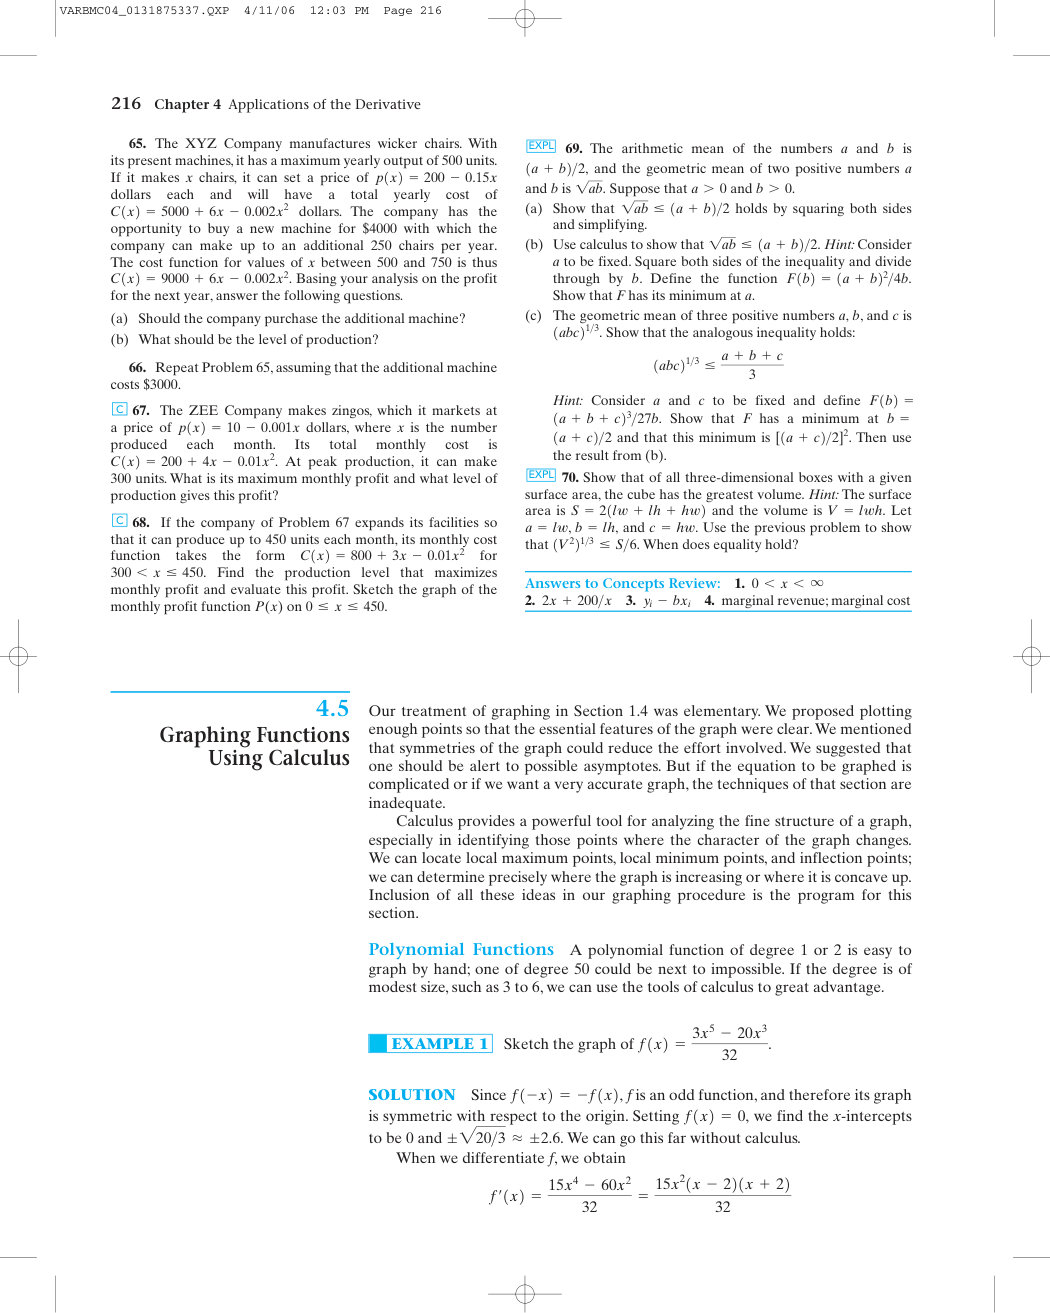 VARBMC04_0131875337.QXP 4/11/06 12:03 PM Page 216
216 Chapter 4 Applications of the Derivative
65. The XYZ Company manufactures wicker chairs. With
its present machines, it has a maximum yearly output of 500 units.
If it makes x chairs, it can set a price of p(x) = 200 − 0.15x
dollars each and will have a total yearly cost of
C(x) = 5000 + 6x − 0.002x² dollars. The company has the
opportunity to buy a new machine for $4000 with which the
company can make up to an additional 250 chairs per year.
The cost function for values of x between 500 and 750 is thus
C(x) = 9000 + 6x − 0.002x². Basing your analysis on the profit
for the next year, answer the following questions.
(a) Should the company purchase the additional machine?
(b) What should be the level of production?
66. Repeat Problem 65, assuming that the additional machine
costs $3000.
C 67. The ZEE Company makes zingos, which it markets at
a price of p(x) = 10 − 0.001x dollars, where x is the number
produced each month. Its total monthly cost is
C(x) = 200 + 4x − 0.01x². At peak production, it can make
300 units. What is its maximum monthly profit and what level of
production gives this profit?
C 68. If the company of Problem 67 expands its facilities so
that it can produce up to 450 units each month, its monthly cost
function takes the form C(x) = 800 + 3x − 0.01x² for
300 < x ≤ 450. Find the production level that maximizes
monthly profit and evaluate this profit. Sketch the graph of the
monthly profit function P(x) on 0 ≤ x ≤ 450.
EXPL 69. The arithmetic mean of the numbers a and b is
(a + b)/2, and the geometric mean of two positive numbers a
and b is √ab. Suppose that a > 0 and b > 0.
(a) Show that √ab ≤ (a + b)/2 holds by squaring both sides
and simplifying.
(b) Use calculus to show that √ab ≤ (a + b)/2. Hint: Consider
a to be fixed. Square both sides of the inequality and divide
through by b. Define the function F(b) = (a + b)²/4b.
Show that F has its minimum at a.
(c) The geometric mean of three positive numbers a, b, and c is
(abc)^1/3. Show that the analogous inequality holds:
(abc)^1/3 ≤ (a + b + c)/3
Hint: Consider a and c to be fixed and define F(b) =
(a + b + c)³/27b. Show that F has a minimum at b =
(a + c)/2 and that this minimum is [(a + c)/2]². Then use
the result from (b).
EXPL 70. Show that of all three-dimensional boxes with a given
surface area, the cube has the greatest volume. Hint: The surface
area is S = 2(lw + lh + hw) and the volume is V = lwh. Let
a = lw, b = lh, and c = hw. Use the previous problem to show
that (V²)^1/3 ≤ S/6. When does equality hold?
Answers to Concepts Review: 1. 0 < x < ∞
2. 2x + 200/x 3. yᵢ − bxᵢ 4. marginal revenue; marginal cost
4.5
Graphing Functions
Using Calculus
Our treatment of graphing in Section 1.4 was elementary. We proposed plotting
enough points so that the essential features of the graph were clear. We mentioned
that symmetries of the graph could reduce the effort involved. We suggested that
one should be alert to possible asymptotes. But if the equation to be graphed is
complicated or if we want a very accurate graph, the techniques of that section are
inadequate.
Calculus provides a powerful tool for analyzing the fine structure of a graph,
especially in identifying those points where the character of the graph changes.
We can locate local maximum points, local minimum points, and inflection points;
we can determine precisely where the graph is increasing or where it is concave up.
Inclusion of all these ideas in our graphing procedure is the program for this
section.
Polynomial Functions A polynomial function of degree 1 or 2 is easy to
graph by hand; one of degree 50 could be next to impossible. If the degree is of
modest size, such as 3 to 6, we can use the tools of calculus to great advantage.
EXAMPLE 1 Sketch the graph of f(x) = (3x⁵ − 20x³)/32.
SOLUTION Since f(−x) = −f(x), f is an odd function, and therefore its graph
is symmetric with respect to the origin. Setting f(x) = 0, we find the x-intercepts
to be 0 and ±√20/3 ≈ ±2.6. We can go this far without calculus.
When we differentiate f, we obtain
f′(x) = (15x⁴ − 60x²)/32 = 15x²(x − 2)(x + 2)/32